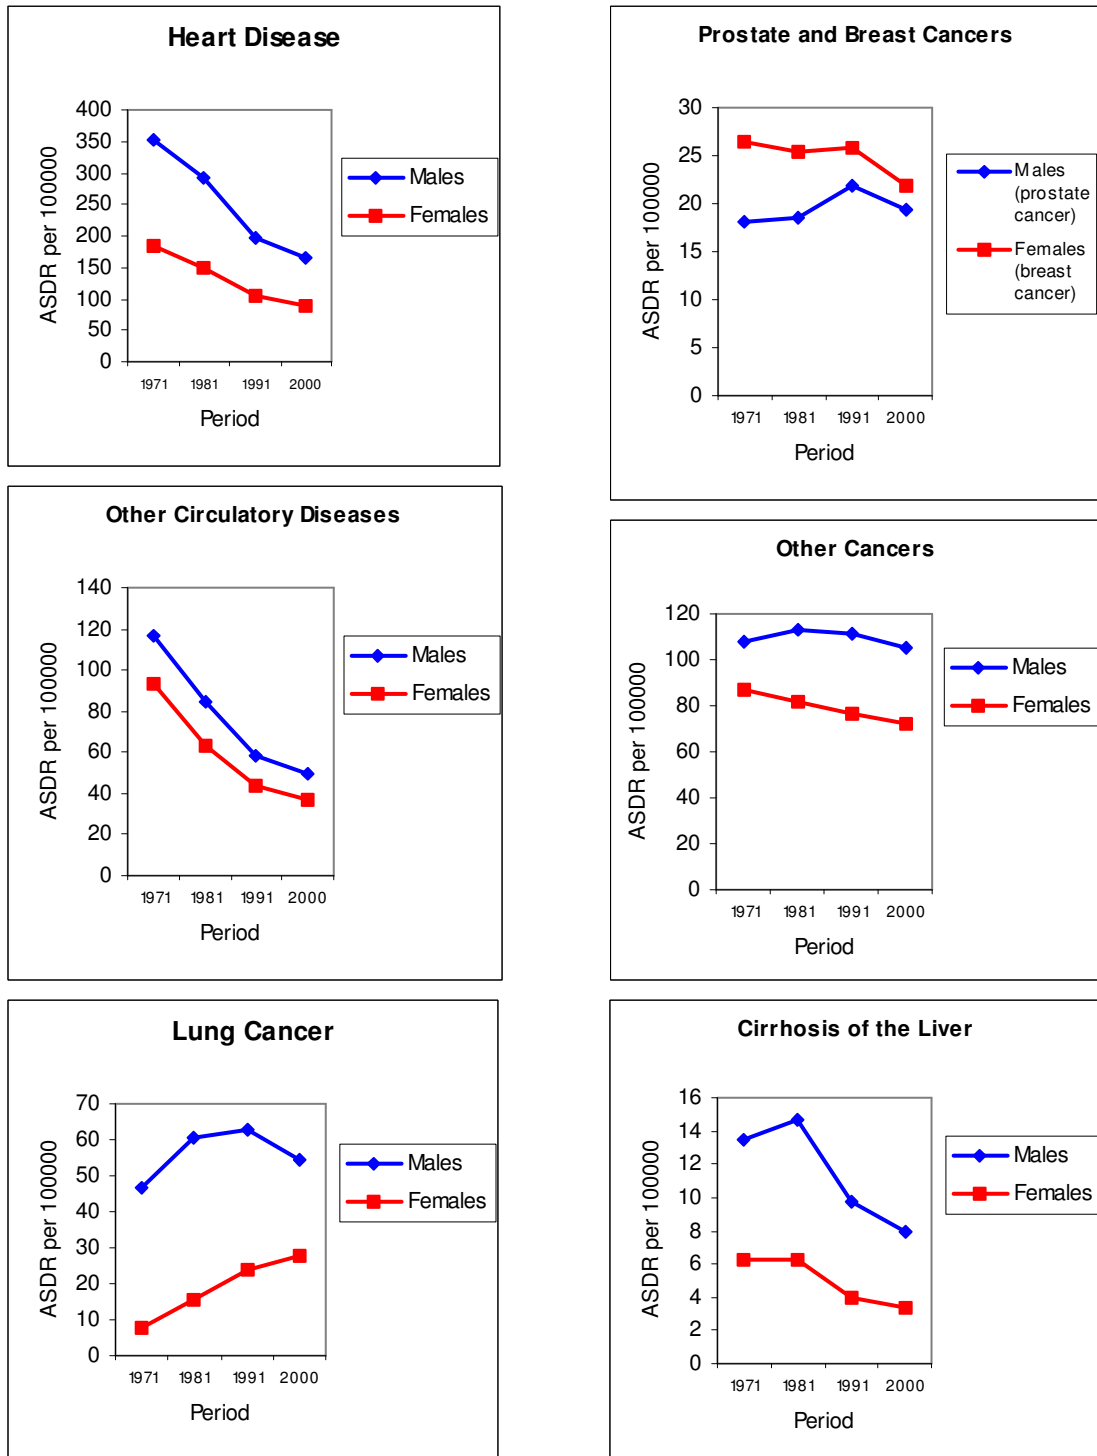 Heart Disease
ASDR per 100000
400
350
300
250
200
150
100
50
0
1971 1981 1991 2000
Period
Males
Females
Prostate and Breast Cancers
ASDR per 100000
30
25
20
15
10
5
0
1971 1981 1991 2000
Period
Males
(prostate
cancer)
Females
(breast
cancer)
Other Circulatory Diseases
ASDR per 100000
140
120
100
80
60
40
20
0
1971 1981 1991 2000
Period
Males
Females
Other Cancers
ASDR per 100000
120
100
80
60
40
20
0
1971 1981 1991 2000
Period
Males
Females
Lung Cancer
ASDR per 100000
70
60
50
40
30
20
10
0
1971 1981 1991 2000
Period
Males
Females
Cirrhosis of the Liver
ASDR per 100000
16
14
12
10
8
6
4
2
0
1971 1981 1991 2000
Period
Males
Females